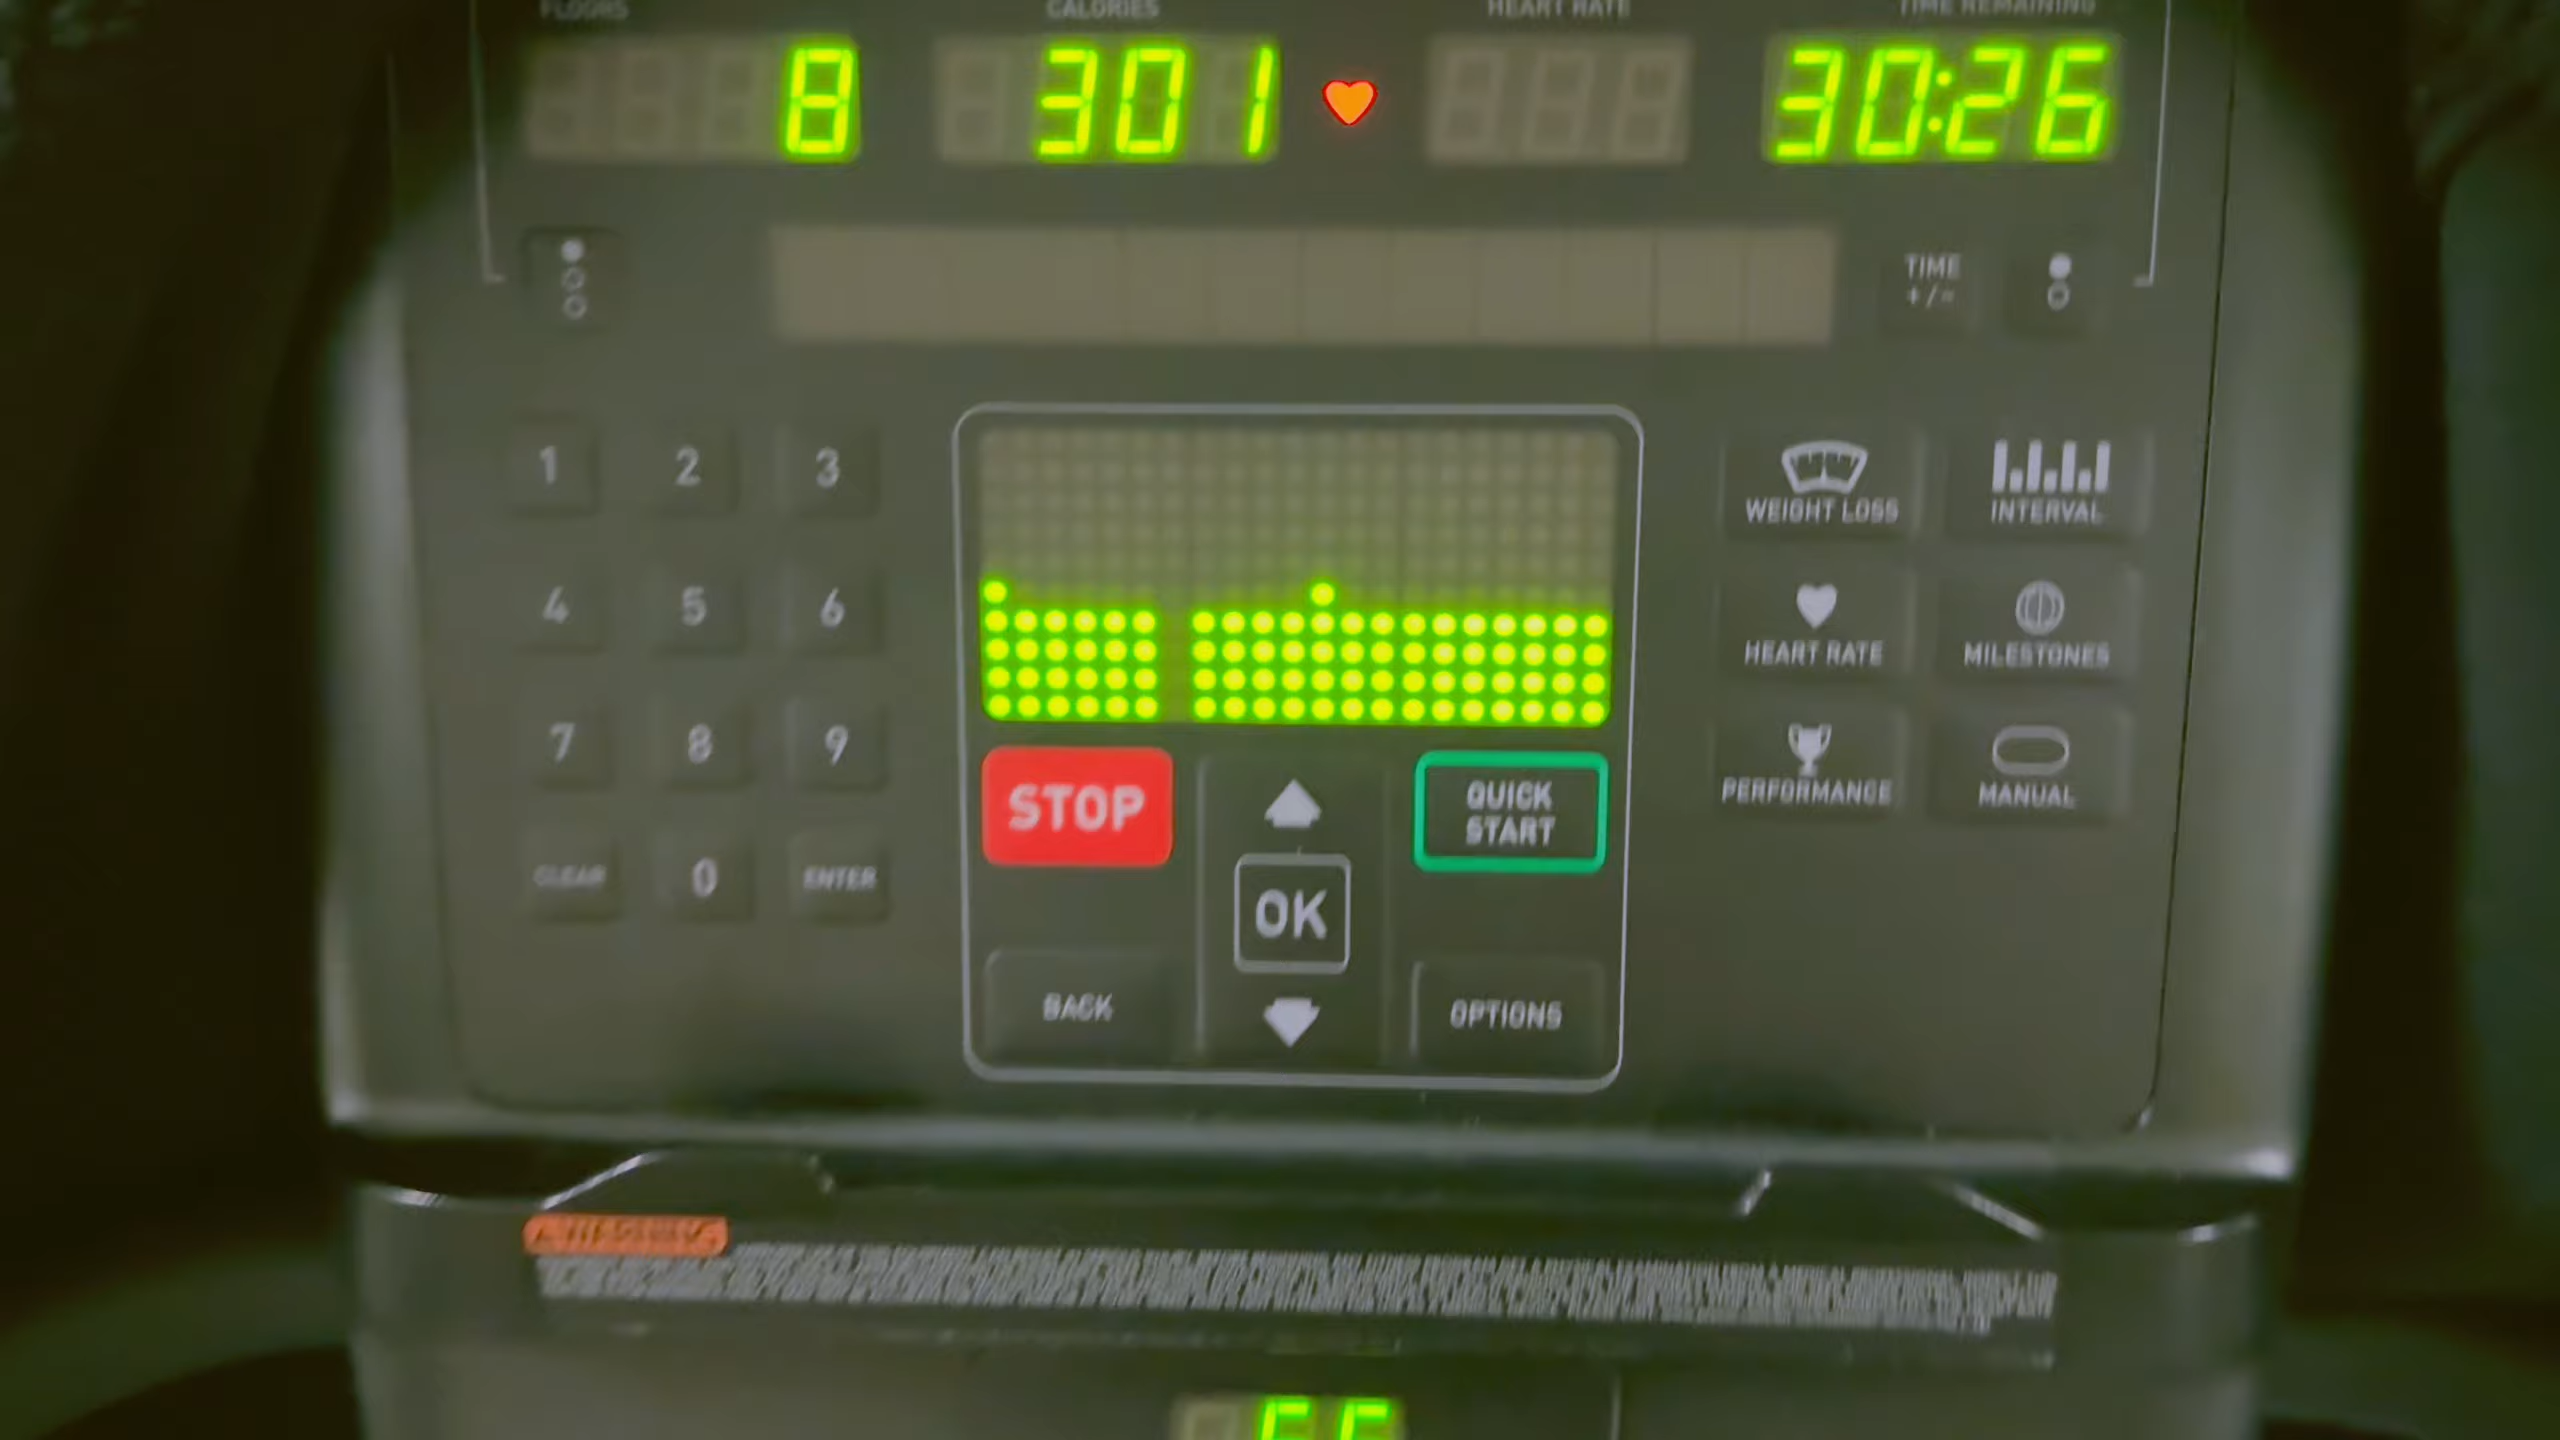 FLOORS CALORIES HEART RATE TIME REMAINING
8 301 30:26
TIME
+/-
1 2 3
WEIGHT LOSS INTERVAL
4 5 6
HEART RATE MILESTONES
7 8 9
PERFORMANCE MANUAL
STOP
QUICK
START
CLEAR 0 ENTER
OK
BACK
OPTIONS